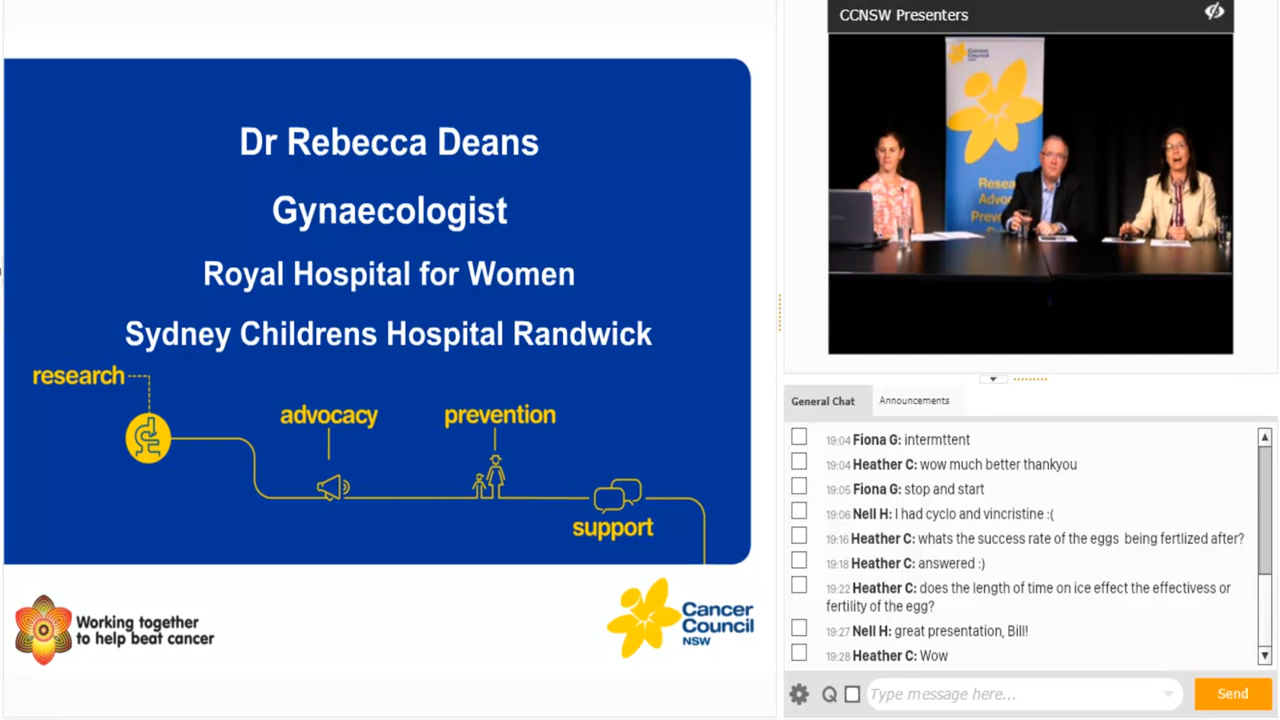 Dr Rebecca Deans
Gynaecologist
Royal Hospital for Women
Sydney Childrens Hospital Randwick
research
advocacy
prevention
support
Working together
to help beat cancer
Cancer
Council
NSW
CCNSW Presenters
Cancer
Council
General Chat
Announcements
19:04 Fiona G: intermttent
19:04 Heather C: wow much better thankyou
19:05 Fiona G: stop and start
19:06 Nell H: I had cyclo and vincristine :(
19:16 Heather C: whats the success rate of the eggs being fertlized after?
19:18 Heather C: answered :)
19:22 Heather C: does the length of time on ice effect the effectivess or
fertility of the egg?
19:27 Nell H: great presentation, Bill!
19:28 Heather C: Wow
Q
Type message here...
Send